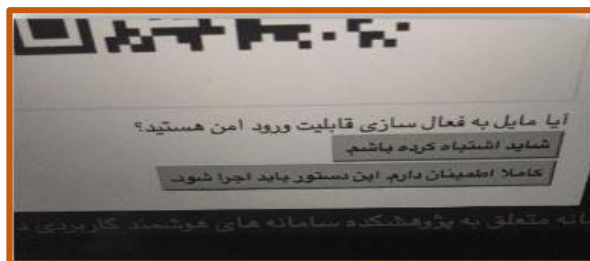 آیا مایل به فعال سازی قابلیت ورود امن هستید؟
شاید اشتباه کرده باشم.
کاملا اطمینان دارم. این دستور باید اجرا شود.
متعلق به پژوهشکده سامانه های هوشمند کاربردی